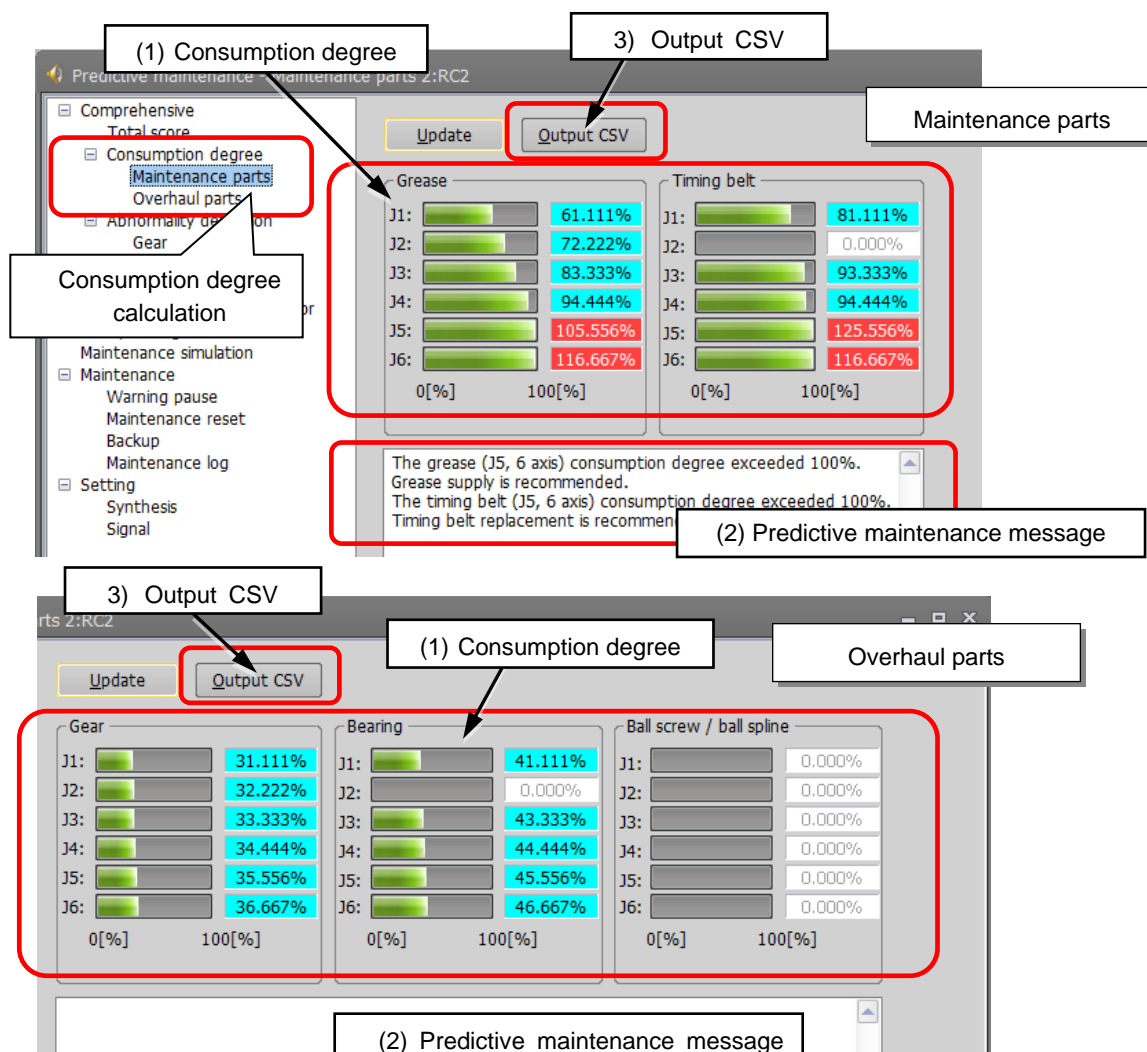 (1) Consumption degree
3) Output CSV
Predictive maintenance - Maintenance parts 2:RC2
Maintenance parts
Comprehensive
Total score
Consumption degree
Maintenance parts
Overhaul parts
Gear
Consumption degree
calculation
or
Maintenance simulation
Maintenance
Warning pause
Maintenance reset
Backup
Maintenance log
Setting
Synthesis
Signal
Update
Output CSV
Grease
J1: 61.111%
J2: 72.222%
J3: 83.333%
J4: 94.444%
J5: 105.556%
J6: 116.667%
0[%] 100[%]
Timing belt
J1: 81.111%
J2: 0.000%
J3: 93.333%
J4: 94.444%
J5: 125.556%
J6: 116.667%
0[%] 100[%]
The grease (J5, 6 axis) consumption degree exceeded 100%.
Grease supply is recommended.
The timing belt (J5, 6 axis) consumption degree exceeded 100%.
Timing belt replacement is
(2) Predictive maintenance message
3) Output CSV
2:RC2
(1) Consumption degree
Overhaul parts
Update
Output CSV
Gear
J1: 31.111%
J2: 32.222%
J3: 33.333%
J4: 34.444%
J5: 35.556%
J6: 36.667%
0[%] 100[%]
Bearing
J1: 41.111%
J2: 0.000%
J3: 43.333%
J4: 44.444%
J5: 45.556%
J6: 46.667%
0[%] 100[%]
Ball screw / ball spline
J1: 0.000%
J2: 0.000%
J3: 0.000%
J4: 0.000%
J5: 0.000%
J6: 0.000%
0[%] 100[%]
(2) Predictive maintenance message